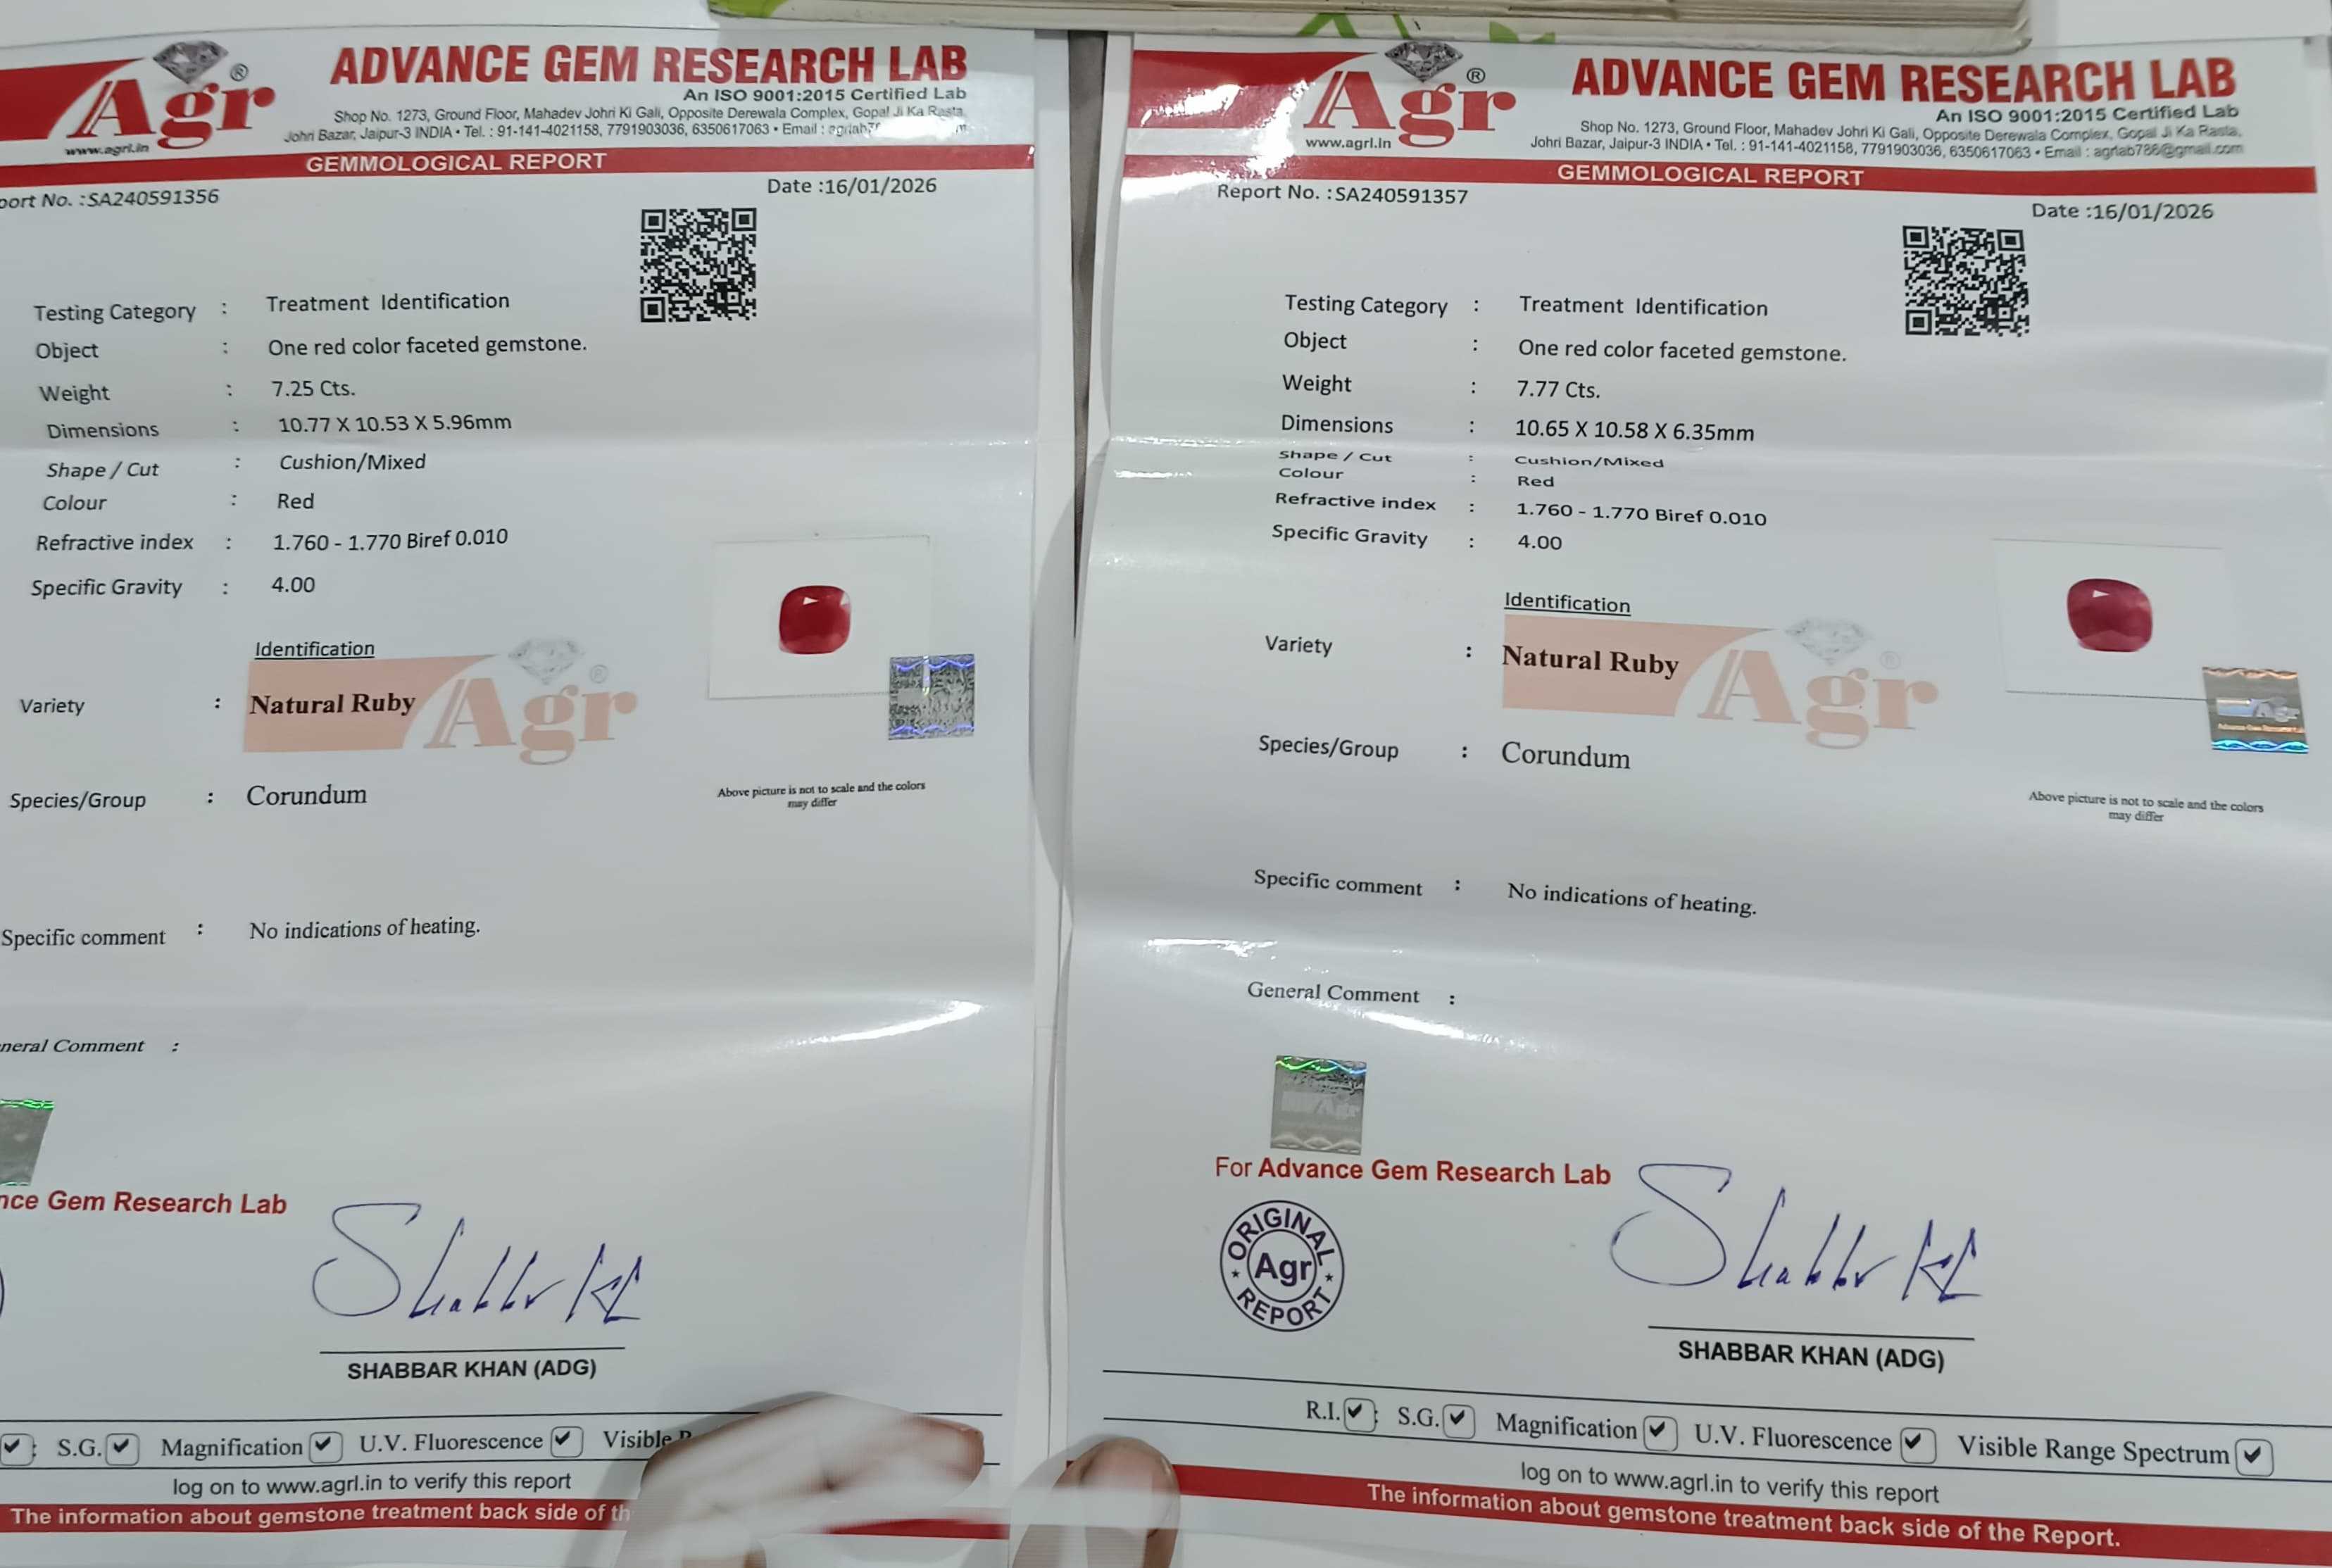 Agr ®
www.agrl.in
ADVANCE GEM RESEARCH LAB
An ISO 9001:2015 Certified Lab
Shop No. 1273, Ground Floor, Mahadev Johri Ki Gali, Opposite Derewala Complex, Gopal Ji Ka Rasta,
Johri Bazar, Jaipur-3 INDIA • Tel. : 91-141-4021158, 7791903036, 6350617063 • Email :
GEMMOLOGICAL REPORT
port No. :SA240591356
Date :16/01/2026
Testing Category : Treatment Identification
Object : One red color faceted gemstone.
Weight : 7.25 Cts.
Dimensions : 10.77 X 10.53 X 5.96mm
Shape / Cut : Cushion/Mixed
Colour : Red
Refractive index : 1.760 - 1.770 Biref 0.010
Specific Gravity : 4.00
Identification
Variety : Natural Ruby
Agr ®
Species/Group : Corundum
Above picture is not to scale and the colors
may differ
Specific comment : No indications of heating.
neral Comment :
nce Gem Research Lab
SHABBAR KHAN (ADG)
: S.G. Magnification U.V. Fluorescence Visible
log on to www.agrl.in to verify this report
The information about gemstone treatment back side of th
Agr ®
www.agrl.in
ADVANCE GEM RESEARCH LAB
An ISO 9001:2015 Certified Lab
Shop No. 1273, Ground Floor, Mahadev Johri Ki Gali, Opposite Derewala Complex, Gopal Ji Ka Rasta,
Johri Bazar, Jaipur-3 INDIA • Tel. : 91-141-4021158, 7791903036, 6350617063 • Email : agrlab786@gmail.com
GEMMOLOGICAL REPORT
Report No. :SA240591357
Date :16/01/2026
Testing Category : Treatment Identification
Object : One red color faceted gemstone.
Weight : 7.77 Cts.
Dimensions : 10.65 X 10.58 X 6.35mm
Shape / Cut : Cushion/Mixed
Colour : Red
Refractive index : 1.760 - 1.770 Biref 0.010
Specific Gravity : 4.00
Identification
Variety : Natural Ruby
Agr ®
Agr
Species/Group : Corundum
Above picture is not to scale and the colors
may differ
Specific comment : No indications of heating.
General Comment :
Agr
For Advance Gem Research Lab
ORIGINAL
Agr
REPORT
SHABBAR KHAN (ADG)
R.I. : S.G. Magnification U.V. Fluorescence Visible Range Spectrum
log on to www.agrl.in to verify this report
The information about gemstone treatment back side of the Report.